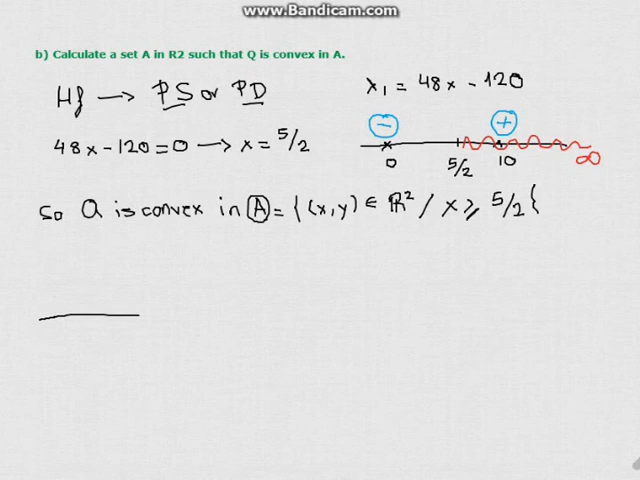 www.Bandicam.com
b) Calculate a set A in R2 such that Q is convex in A.
Hf → PS or PD
x₁ = 48x - 120
48x - 120 = 0 → x = 5/2
- +
0 5/2 10 ∞
So Q is convex in A = { (x,y) ∈ R² / x ≥ 5/2 {